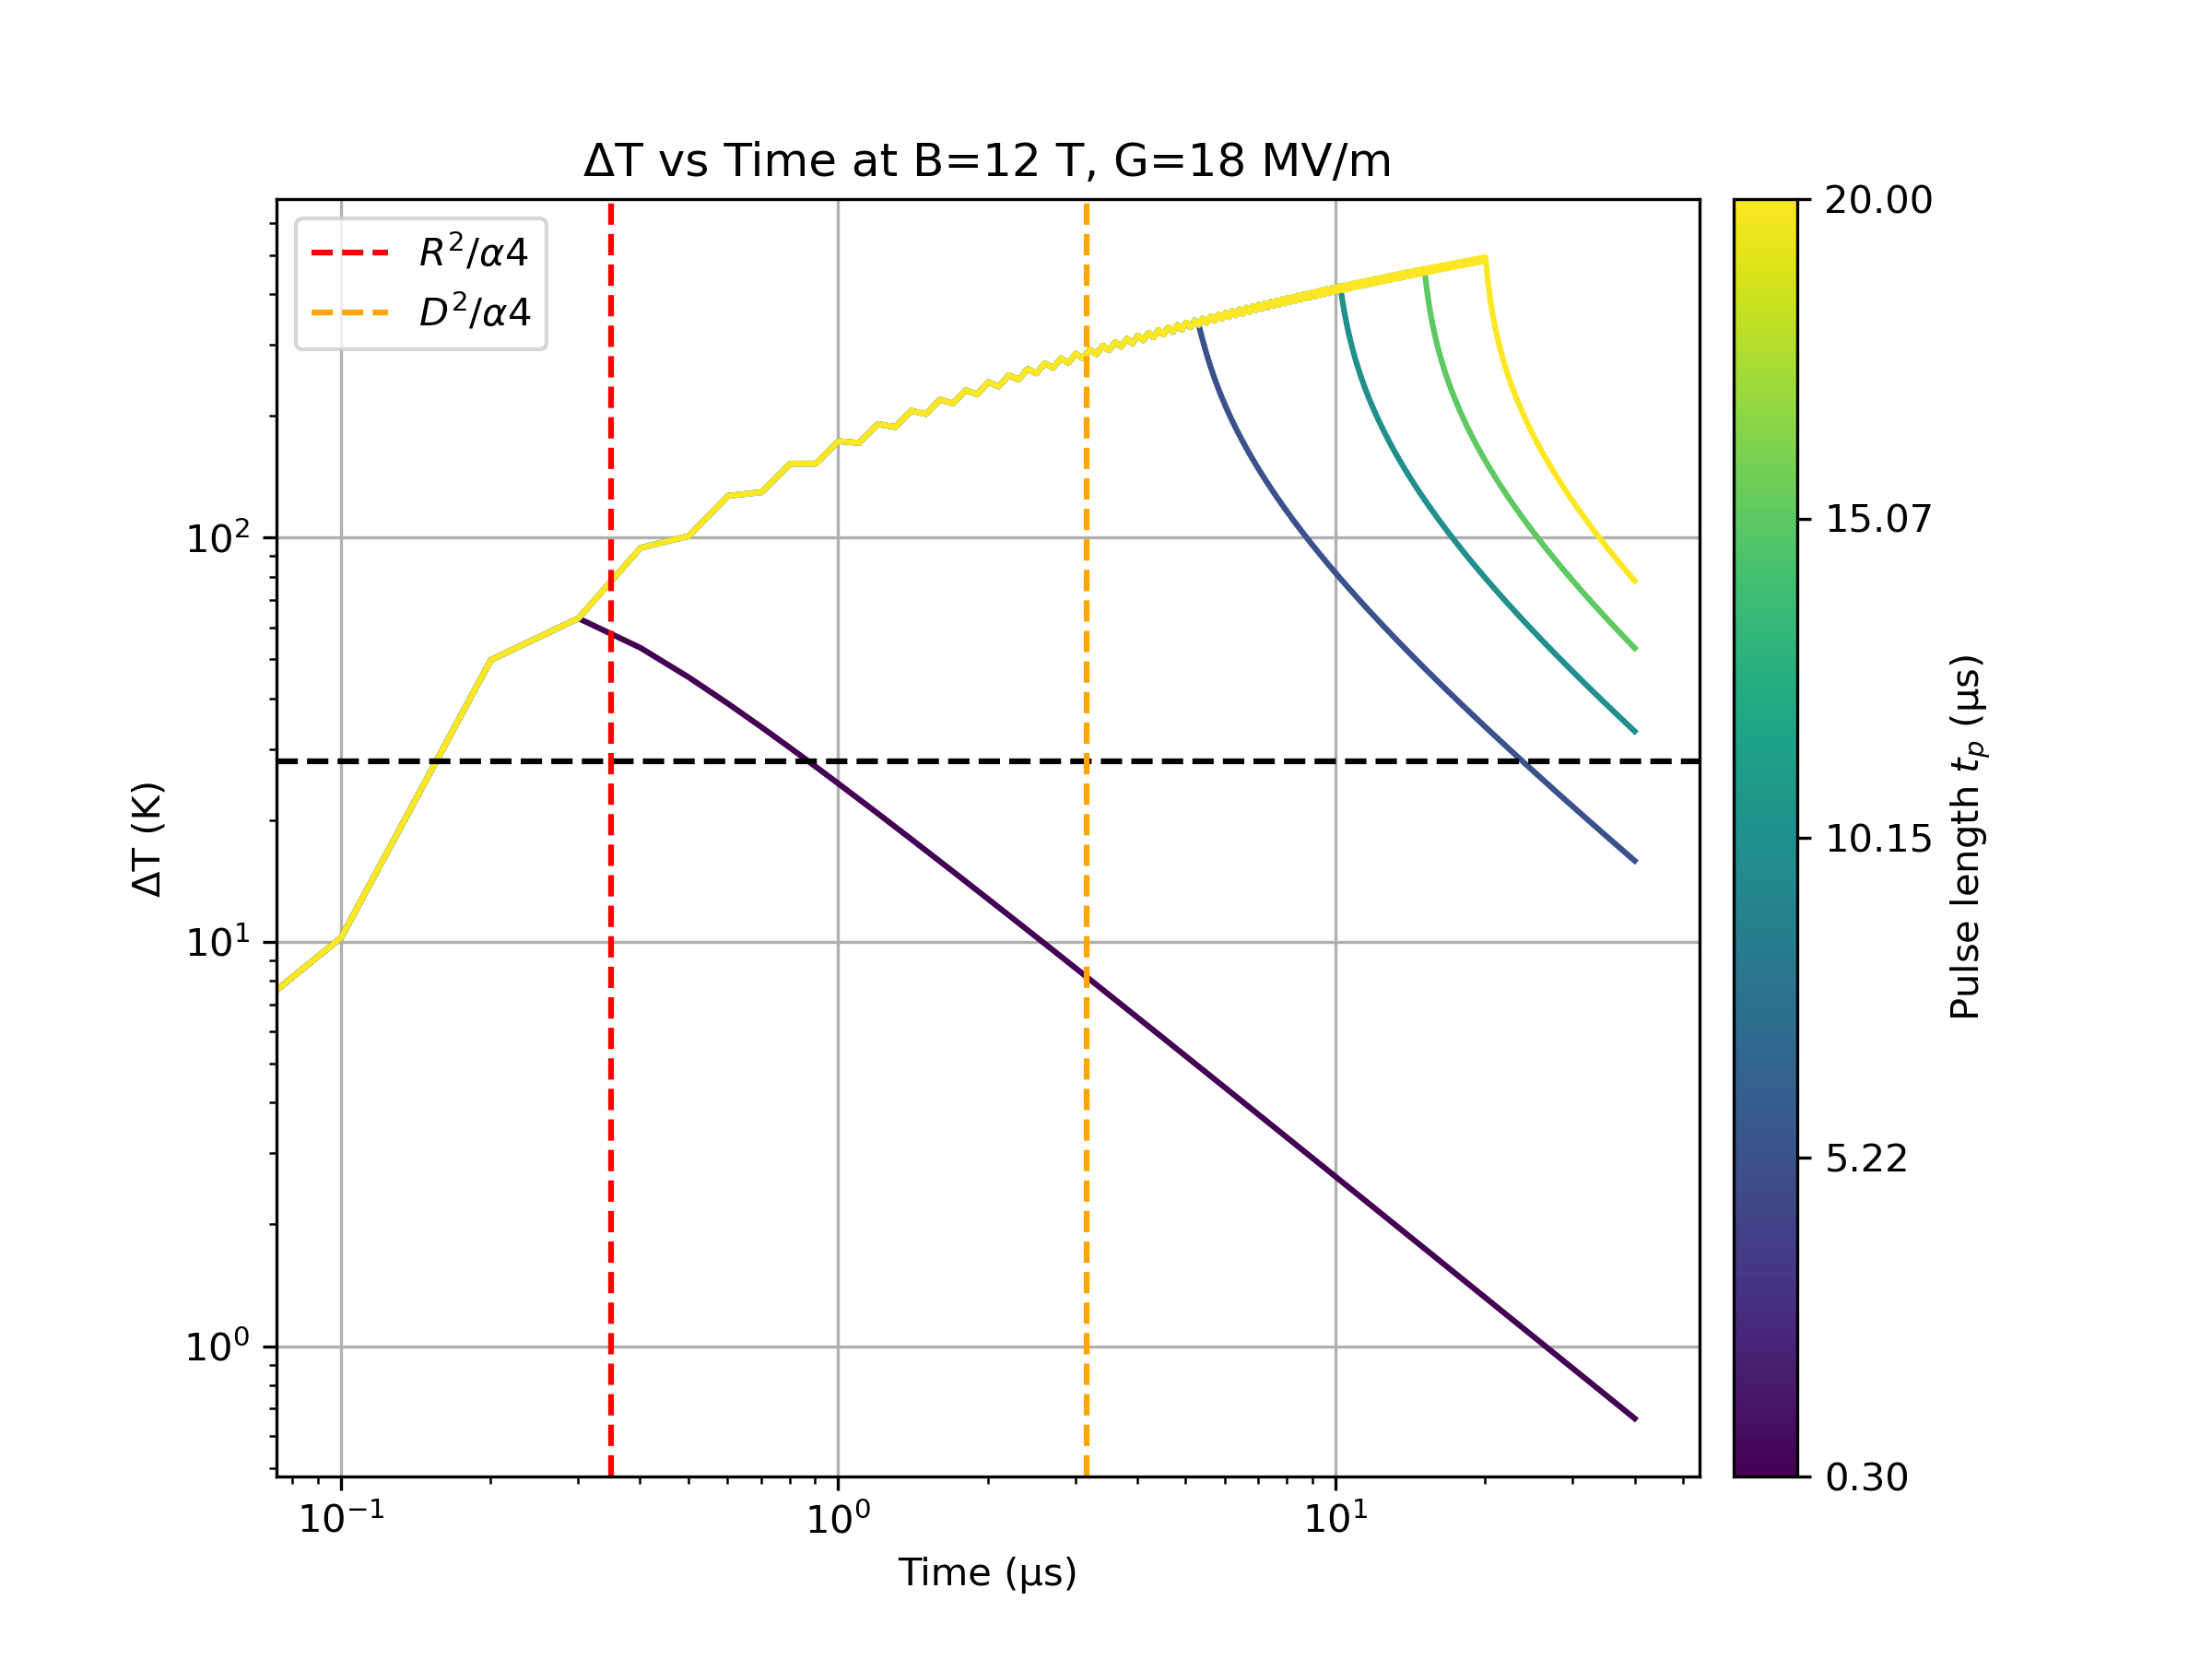 ΔT vs Time at B=12 T, G=18 MV/m
R²/α4
D²/α4
10²
10¹
10⁰
ΔT (K)
10⁻¹
10⁰
10¹
Time (μs)
20.00
15.07
10.15
5.22
0.30
Pulse length tₚ (μs)